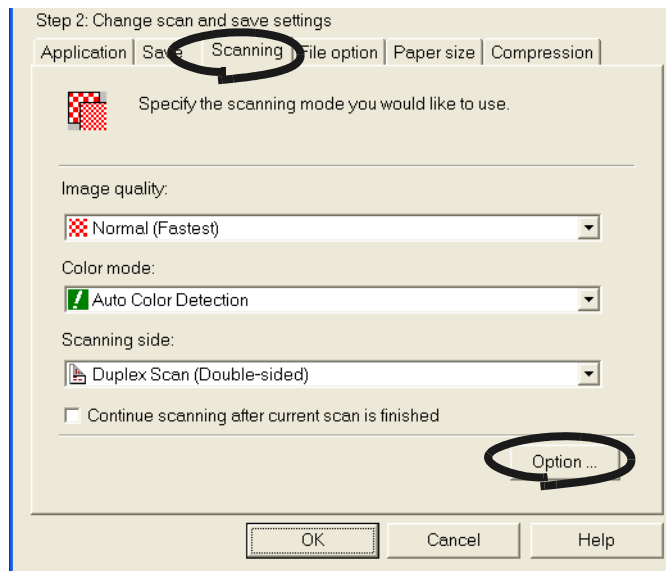 Step 2: Change scan and save settings
Application Save Scanning File option Paper size Compression
Specify the scanning mode you would like to use.
Image quality:
Normal (Fastest)
Color mode:
Auto Color Detection
Scanning side:
Duplex Scan (Double-sided)
Continue scanning after current scan is finished
Option ...
OK Cancel Help